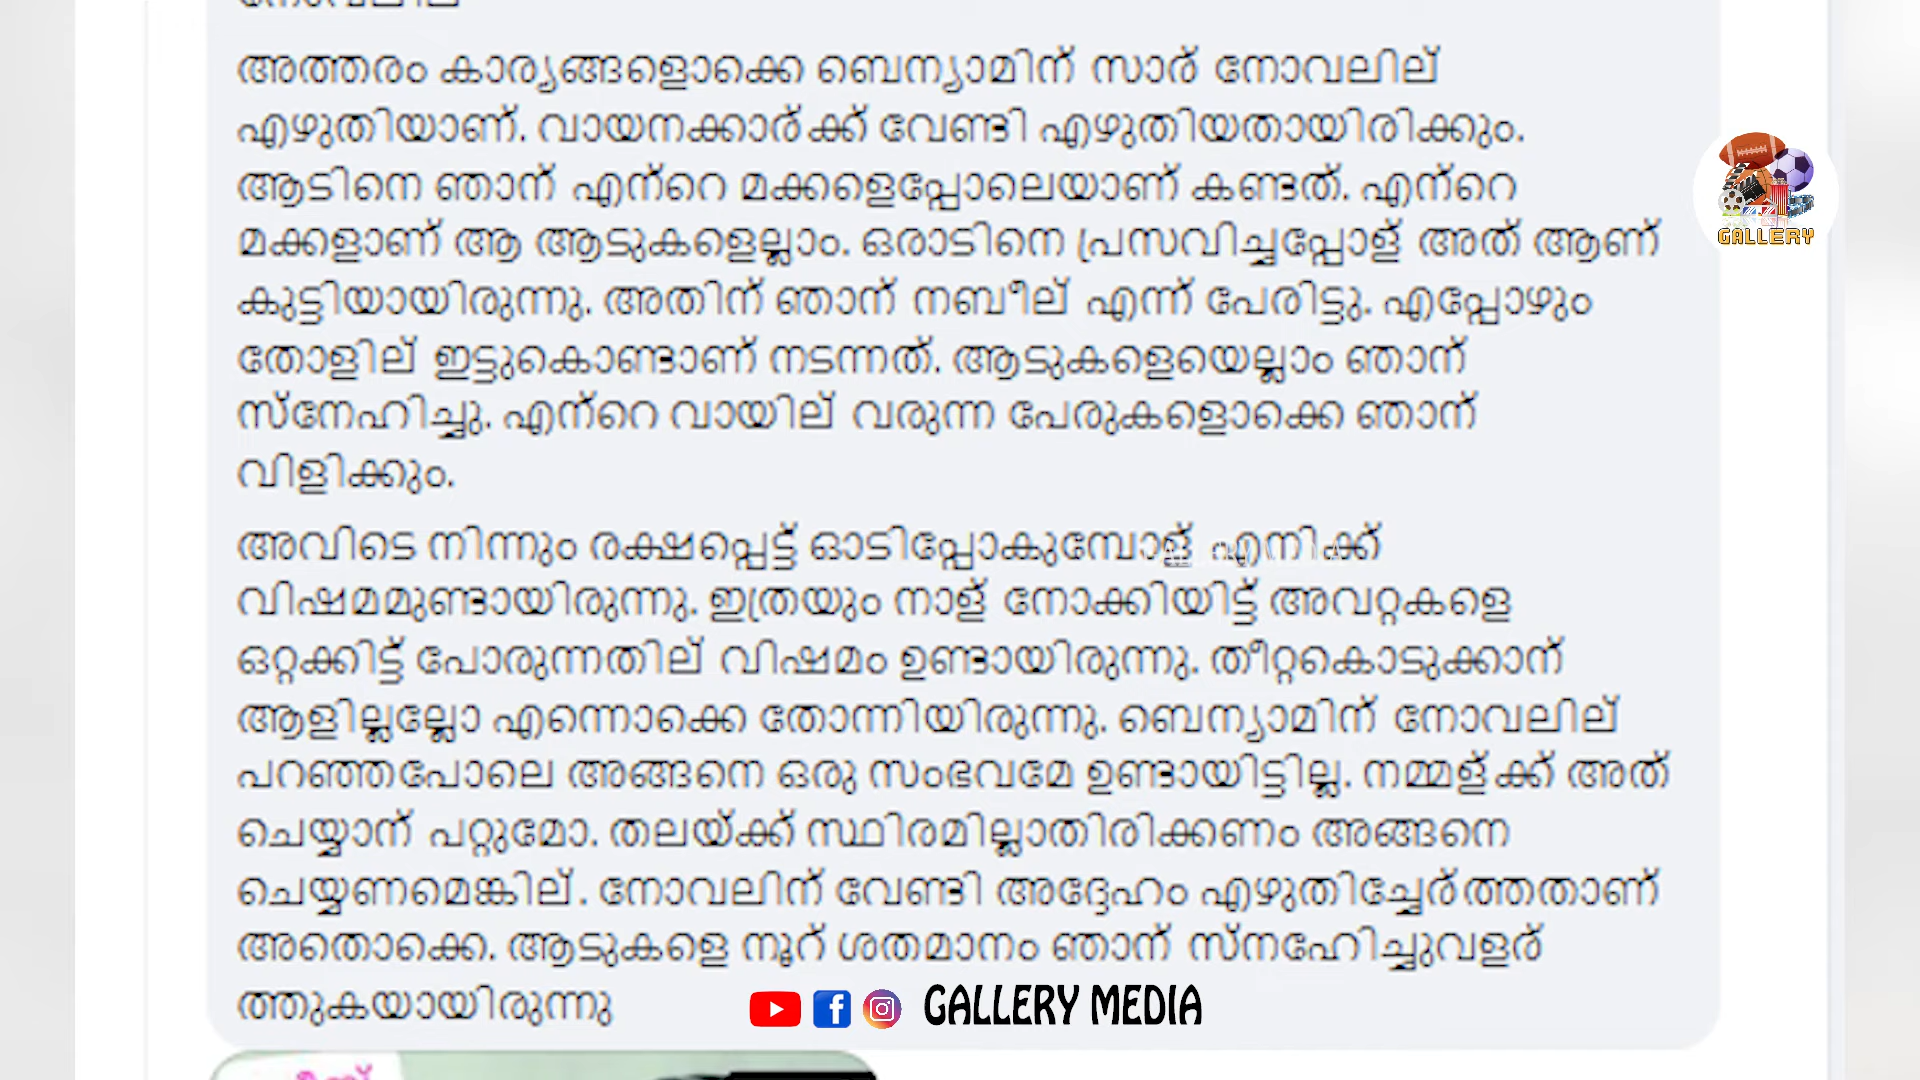 നോവലില്
അത്തരം കാര്യങ്ങളൊക്കെ ബെന്യാമിന് സാര് നോവലില്
എഴുതിയാണ്. വായനക്കാര്ക്ക് വേണ്ടി എഴുതിയതായിരിക്കും.
ആടിനെ ഞാന് എന്റെ മക്കളെപ്പോലെയാണ് കണ്ടത്. എന്റെ
മക്കളാണ് ആ ആടുകളെല്ലാം. ഒരാടിനെ പ്രസവിച്ചപ്പോള് അത് ആണ്
കുട്ടിയായിരുന്നു. അതിന് ഞാന് നബീല് എന്ന് പേരിട്ടു. എപ്പോഴും
തോളില് ഇട്ടുകൊണ്ടാണ് നടന്നത്. ആടുകളെയെല്ലാം ഞാന്
സ്നേഹിച്ചു. എന്റെ വായില് വരുന്ന പേരുകളൊക്കെ ഞാന്
വിളിക്കും.
അവിടെ നിന്നും രക്ഷപ്പെട്ട് ഓടിപ്പോകുമ്പോള് എനിക്ക്
വിഷമമുണ്ടായിരുന്നു. ഇത്രയും നാള് നോക്കിയിട്ട് അവറ്റകളെ
ഒറ്റക്കിട്ട് പോരുന്നതില് വിഷമം ഉണ്ടായിരുന്നു. തീറ്റകൊടുക്കാന്
ആളില്ലല്ലോ എന്നൊക്കെ തോന്നിയിരുന്നു. ബെന്യാമിന് നോവലില്
പറഞ്ഞപോലെ അങ്ങനെ ഒരു സംഭവമേ ഉണ്ടായിട്ടില്ല. നമ്മള്ക്ക് അത്
ചെയ്യാന് പറ്റുമോ. തലയ്ക്ക് സ്ഥിരമില്ലാതിരിക്കണം അങ്ങനെ
ചെയ്യണമെങ്കില്. നോവലിന് വേണ്ടി അദ്ദേഹം എഴുതിച്ചേര്ത്തതാണ്
അതൊക്കെ. ആടുകളെ നൂറ് ശതമാനം ഞാന് സ്നഹേിച്ചുവളര്
ത്തുകയായിരുന്നു
GALLERY
GALLERY MEDIA